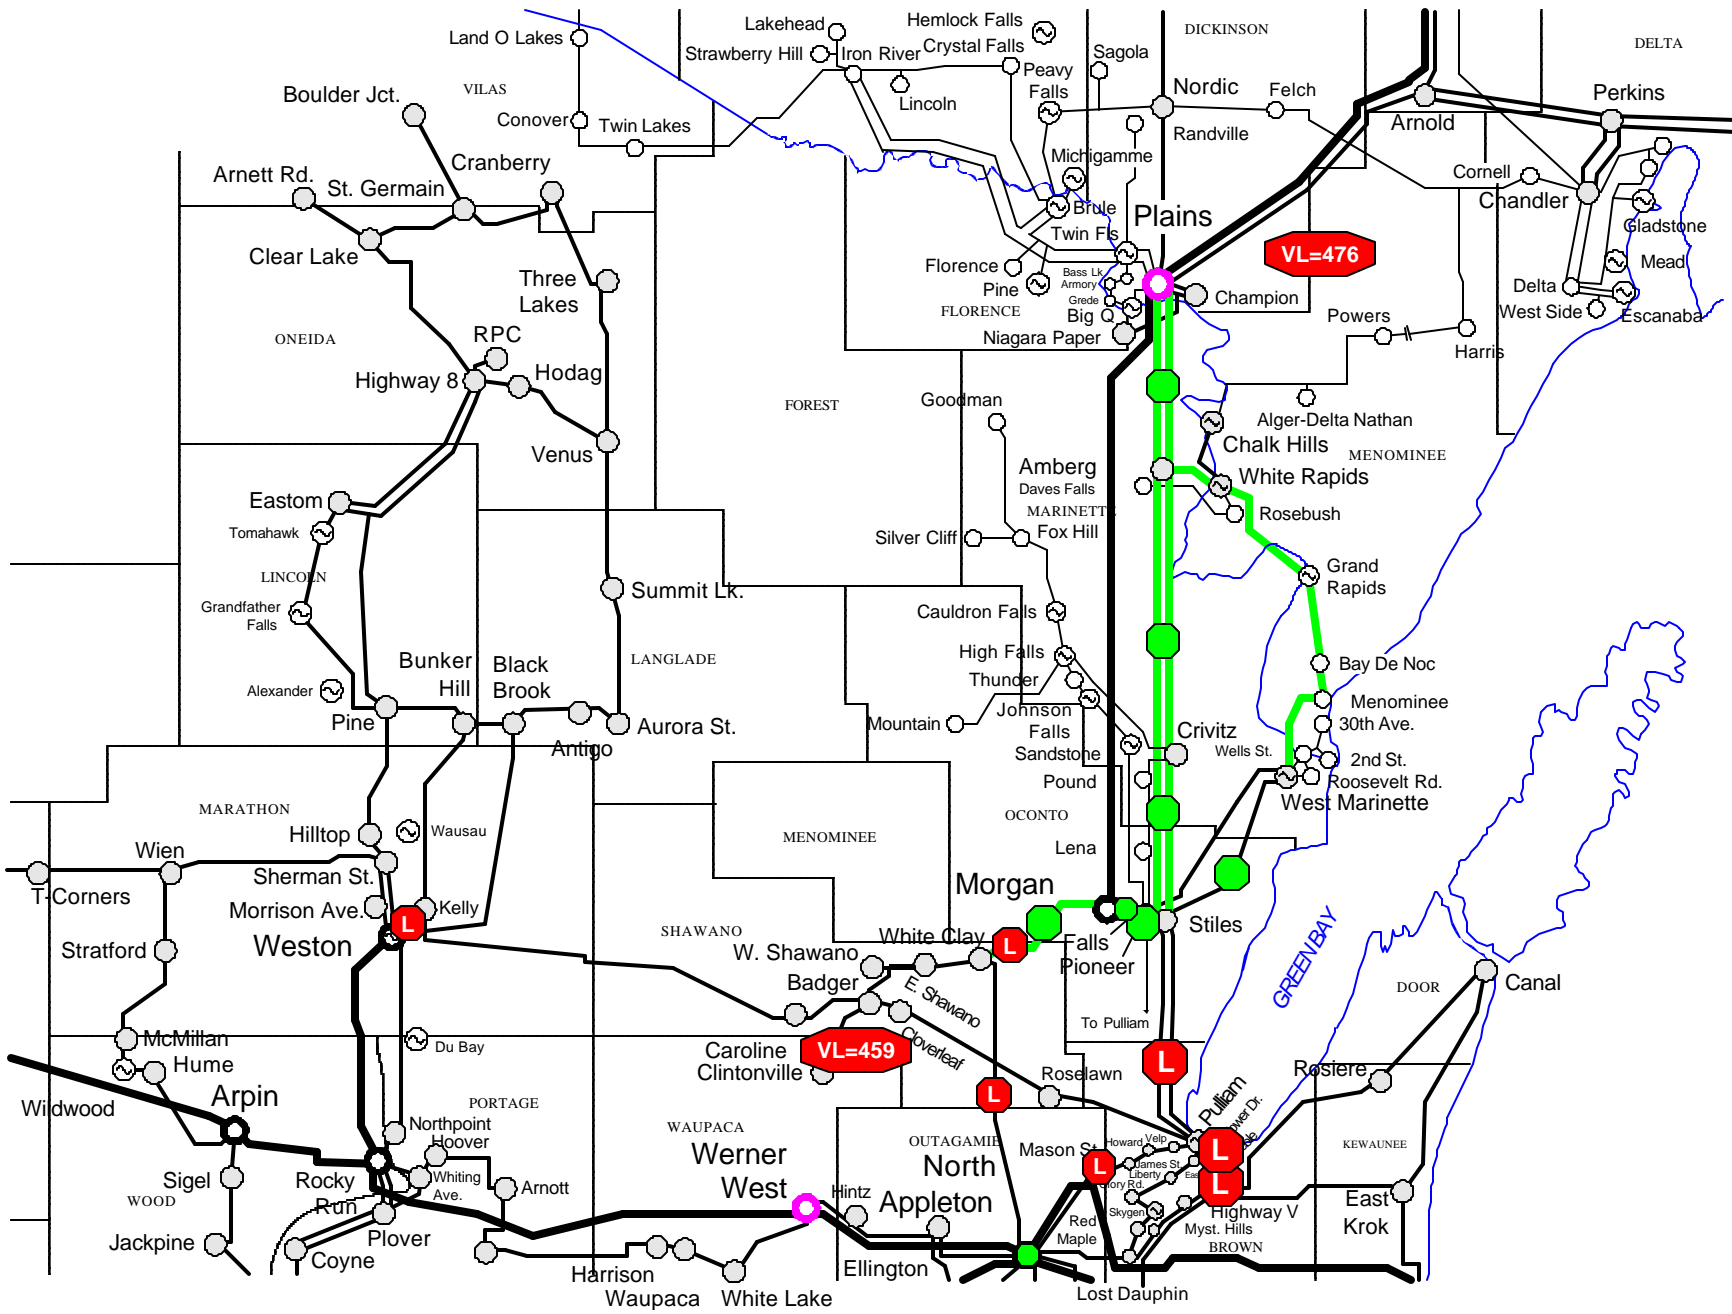 Lakehead
Hemlock Falls
DICKINSON
Land O Lakes
Strawberry Hill
Iron River
Crystal Falls
Sagola
DELTA
Peavy
Falls
Nordic
Felch
Perkins
VILAS
Boulder Jct.
Lincoln
Conover
Twin Lakes
Randville
Arnold
Cranberry
Michigamme
Cornell
Arnett Rd.
St. Germain
Chandler
Brule
Plains
Gladstone
Twin Fls
VL=476
Clear Lake
Mead
Florence
Bass Lk.
Armory
Three
Lakes
Pine
Grede
Champion
Delta
FLORENCE
Big Q
Powers
West Side
Escanaba
ONEIDA
RPC
Niagara Paper
Harris
Highway 8
Hodag
FOREST
Goodman
Alger-Delta Nathan
Chalk Hills
Venus
MENOMINEE
Amberg
White Rapids
Daves Falls
Eastom
MARINETTE
Rosebush
Tomahawk
Silver Cliff
Fox Hill
Grand
Rapids
LINCOLN
Summit Lk.
Grandfather
Falls
Cauldron Falls
Bunker
Hill
Black
Brook
LANGLADE
High Falls
Bay De Noc
Thunder
Alexander
Menominee
Pine
Johnson
Falls
Mountain
Aurora St.
30th Ave.
Antigo
Crivitz
Sandstone
Wells St.
2nd St.
Pound
Roosevelt Rd.
West Marinette
MARATHON
OCONTO
Hilltop
Wausau
MENOMINEE
Wien
Lena
Sherman St.
Morgan
T-Corners
Morrison Ave.
L
Kelly
Stiles
Weston
SHAWANO
White Clay
L
alls
Stratford
W. Shawano
Pioneer
Badger
E. Shawano
GREEN BAY
DOOR
Canal
To Pulliam
McMillan
Du Bay
Cloverleaf
Caroline
VL=459
Hume
Clintonville
L
Rosiere
Roselawn
L
Arpin
Wildwood
PORTAGE
Pulliam
Northpoint
WAUPACA
Hoover
OUTAGAMIE
Howard
Velp
L
KEWAUNEE
Werner
West
North
Appleton
Mason St.
L
James St.
Sigel
Rocky
Run
Whiting
Ave.
Liberty
L
WOOD
Arnott
Hintz
Skygen
Highway V
East
Krok
Red
Maple
Plover
Myst. Hills
Jackpine
Coyne
BROWN
Harrison
Ellington
Waupaca
White Lake
Lost Dauphin